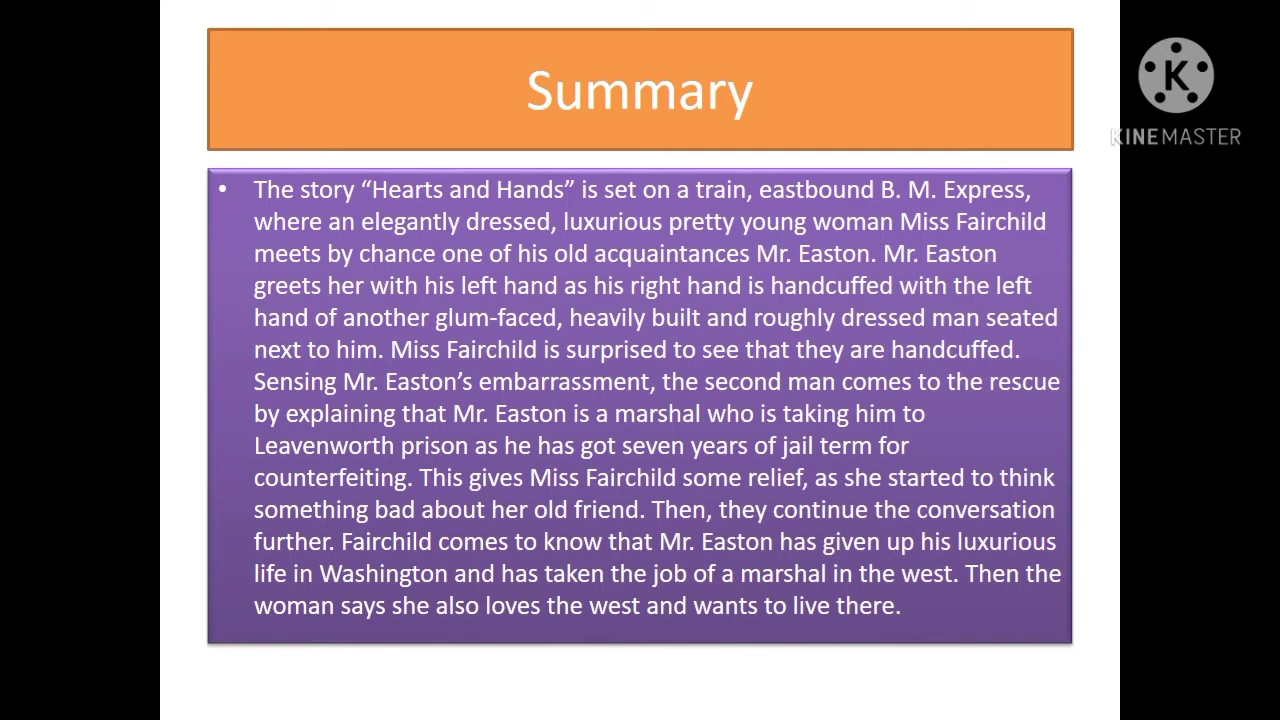 Summary
K
KINEMASTER
• The story “Hearts and Hands” is set on a train, eastbound B. M. Express,
where an elegantly dressed, luxurious pretty young woman Miss Fairchild
meets by chance one of his old acquaintances Mr. Easton. Mr. Easton
greets her with his left hand as his right hand is handcuffed with the left
hand of another glum-faced, heavily built and roughly dressed man seated
next to him. Miss Fairchild is surprised to see that they are handcuffed.
Sensing Mr. Easton’s embarrassment, the second man comes to the rescue
by explaining that Mr. Easton is a marshal who is taking him to
Leavenworth prison as he has got seven years of jail term for
counterfeiting. This gives Miss Fairchild some relief, as she started to think
something bad about her old friend. Then, they continue the conversation
further. Fairchild comes to know that Mr. Easton has given up his luxurious
life in Washington and has taken the job of a marshal in the west. Then the
woman says she also loves the west and wants to live there.